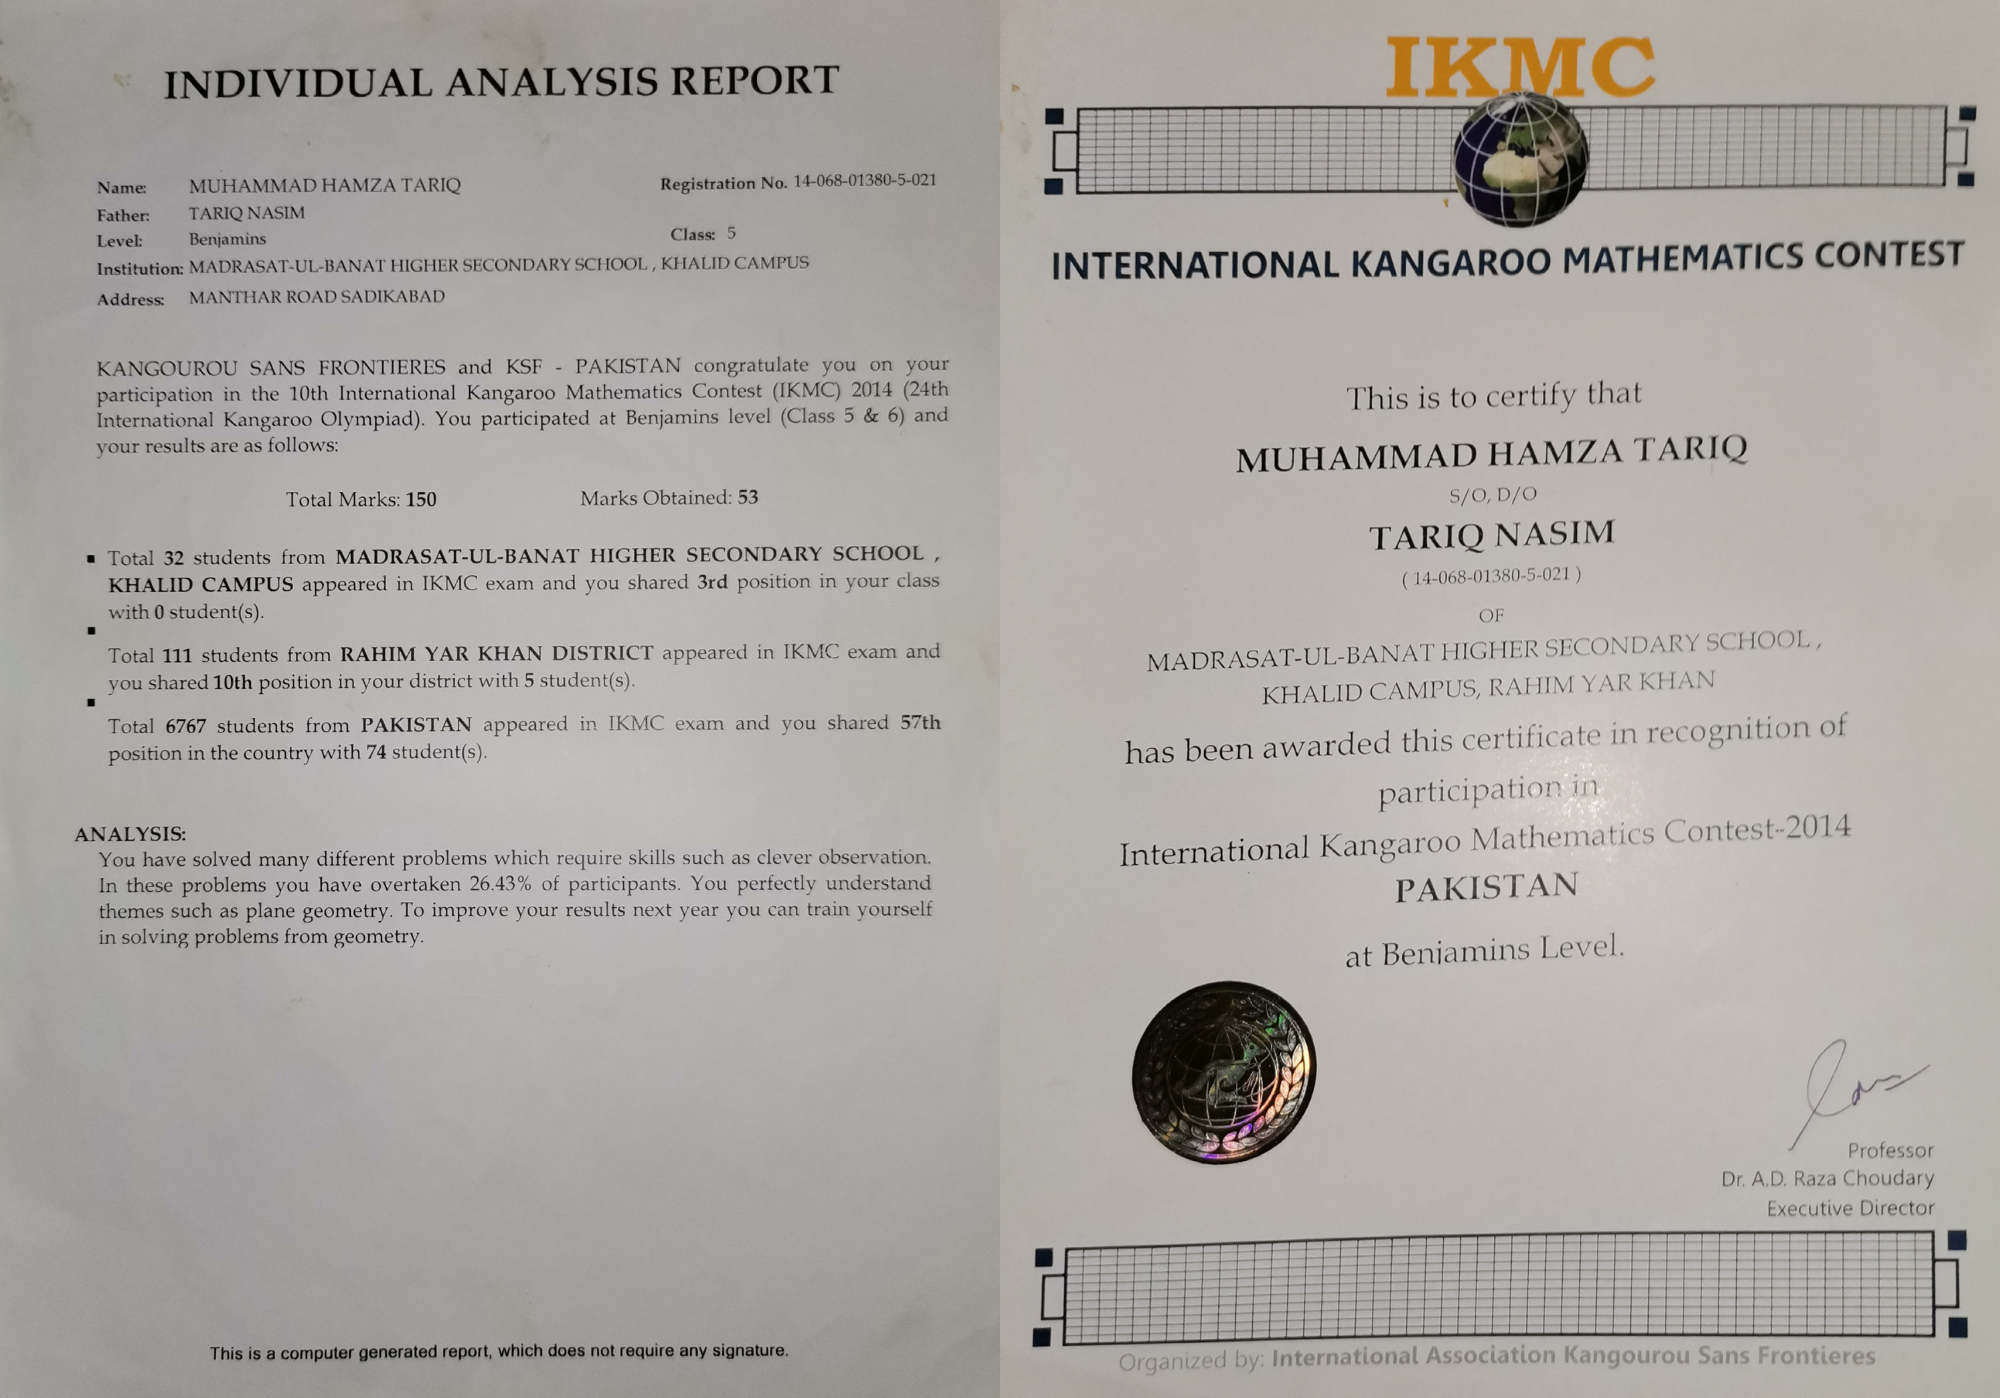 INDIVIDUAL ANALYSIS REPORT
Name: MUHAMMAD HAMZA TARIQ Registration No. 14-068-01380-5-021
Father: TARIQ NASIM
Level: Benjamins Class: 5
Institution: MADRASAT-UL-BANAT HIGHER SECONDARY SCHOOL , KHALID CAMPUS
Address: MANTHAR ROAD SADIKABAD
KANGOUROU SANS FRONTIERES and KSF - PAKISTAN congratulate you on your
participation in the 10th International Kangaroo Mathematics Contest (IKMC) 2014 (24th
International Kangaroo Olympiad). You participated at Benjamins level (Class 5 & 6) and
your results are as follows:
Total Marks: 150 Marks Obtained: 53
▪ Total 32 students from MADRASAT-UL-BANAT HIGHER SECONDARY SCHOOL ,
KHALID CAMPUS appeared in IKMC exam and you shared 3rd position in your class
with 0 student(s).
▪
Total 111 students from RAHIM YAR KHAN DISTRICT appeared in IKMC exam and
you shared 10th position in your district with 5 student(s).
▪
Total 6767 students from PAKISTAN appeared in IKMC exam and you shared 57th
position in the country with 74 student(s).
ANALYSIS:
You have solved many different problems which require skills such as clever observation.
In these problems you have overtaken 26.43% of participants. You perfectly understand
themes such as plane geometry. To improve your results next year you can train yourself
in solving problems from geometry.
This is a computer generated report, which does not require any signature.
IKMC
INTERNATIONAL KANGAROO MATHEMATICS CONTEST
This is to certify that
MUHAMMAD HAMZA TARIQ
S/O, D/O
TARIQ NASIM
( 14-068-01380-5-021 )
OF
MADRASAT-UL-BANAT HIGHER SECONDARY SCHOOL ,
KHALID CAMPUS, RAHIM YAR KHAN
has been awarded this certificate in recognition of
participation in
International Kangaroo Mathematics Contest-2014
PAKISTAN
at Benjamins Level.
Professor
Dr. A.D. Raza Choudary
Executive Director
Organized by: International Association Kangourou Sans Frontieres